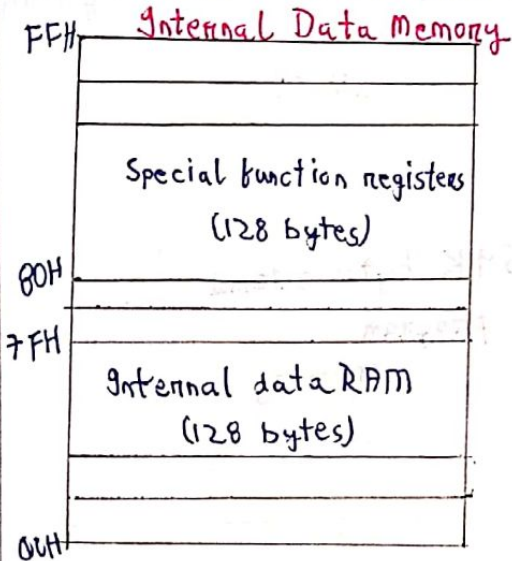 Internal Data Memory
FFH
Special function registers
(128 bytes)
80H
7FH
Internal data RAM
(128 bytes)
00H